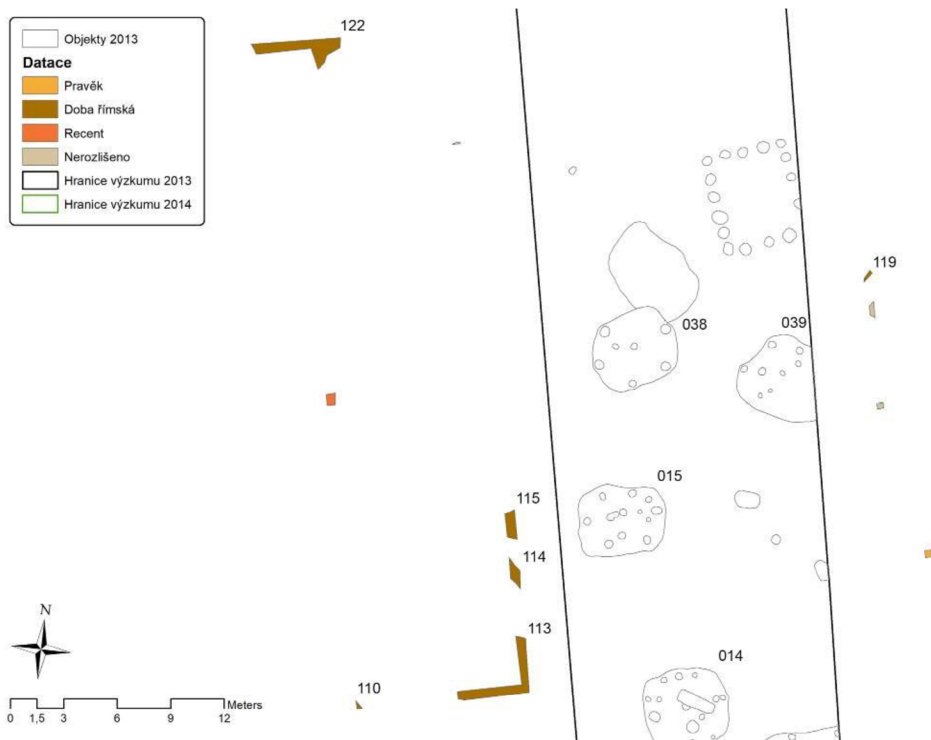 Objekty 2013
Datace
Pravěk
Doba římská
Recent
Nerozlišeno
Hranice výzkumu 2013
Hranice výzkumu 2014
122
119
038
039
015
115
114
113
014
110
N
Meters
0 1,5 3 6 9 12